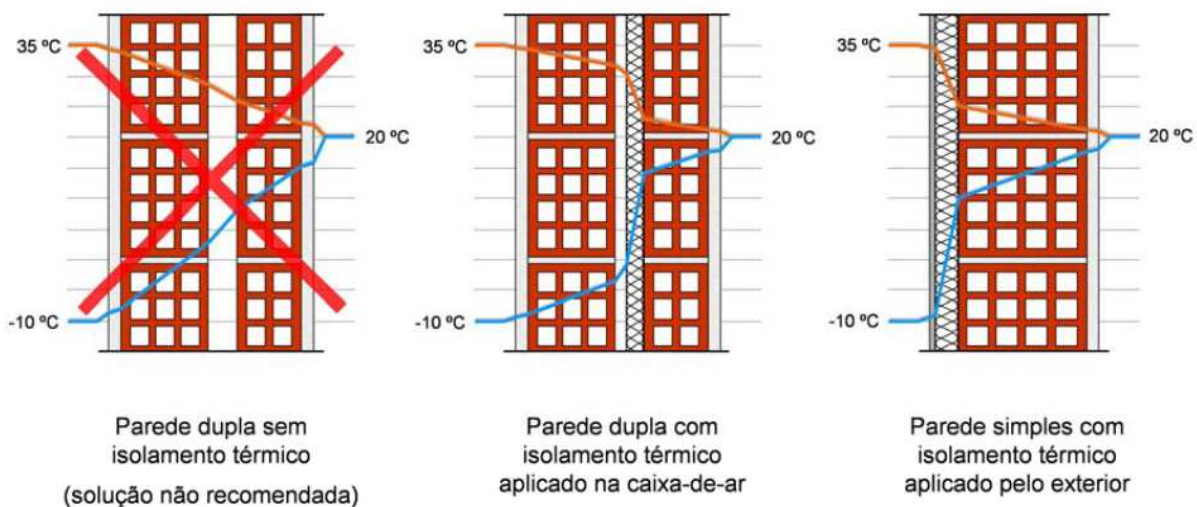 35 ºC
20 ºC
-10 ºC
35 ºC
20 ºC
-10 ºC
35 ºC
20 ºC
-10 ºC
Parede dupla sem
isolamento térmico
(solução não recomendada)
Parede dupla com
isolamento térmico
aplicado na caixa-de-ar
Parede simples com
isolamento térmico
aplicado pelo exterior